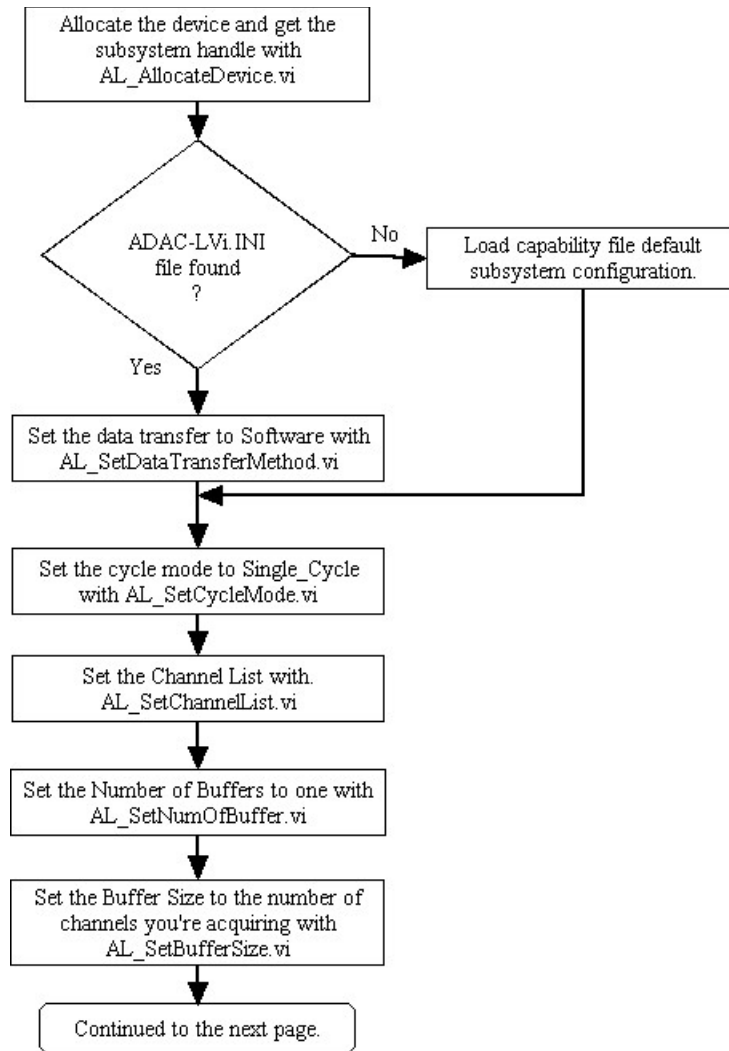 Allocate the device and get the
subsystem handle with
AL_AllocateDevice.vi
ADAC-LVi.INI
file found
?
No
Load capability file default
subsystem configuration.
Yes
Set the data transfer to Software with
AL_SetDataTransferMethod.vi
Set the cycle mode to Single_Cycle
with AL_SetCycleMode.vi
Set the Channel List with.
AL_SetChannelList.vi
Set the Number of Buffers to one with
AL_SetNumOfBuffer.vi
Set the Buffer Size to the number of
channels you're acquiring with
AL_SetBufferSize.vi
Continued to the next page.